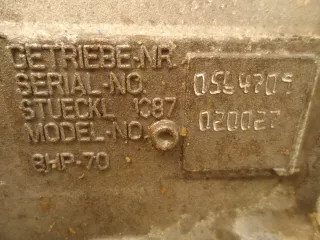 GETRIEBE-NR.
SERIAL-NO. 0564709
STUECKL 1087 020027
MODEL-NO.
8HP-70